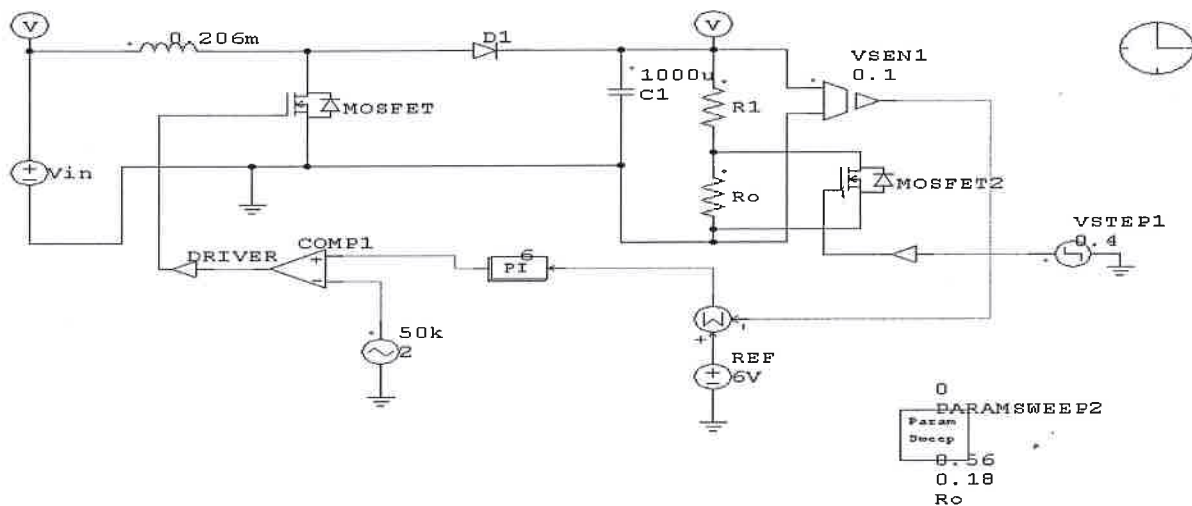 V
V
0.206m
D1
VSEN1
0.1
1000u
C1
R1
MOSFET
Vin
Ro
MOSFET2
VSTEP1
0.4
DRIVER
COMP1
6
PI
50k
2
REF
6V
0
PARAMSWEEP2
Param
Sweep
0.56
0.18
Ro